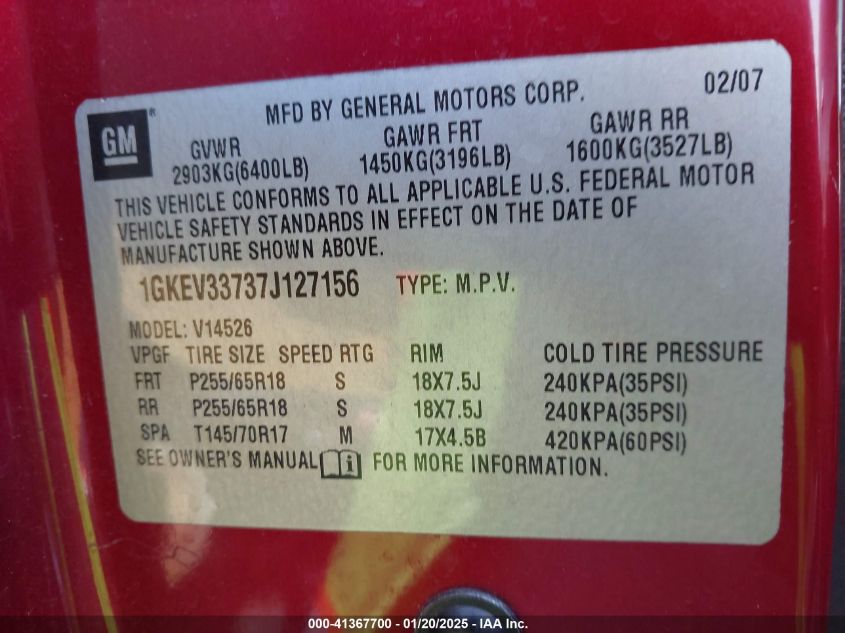 02/07
MFD BY GENERAL MOTORS CORP.
GM ®
GVWR GAWR FRT GAWR RR
2903KG(6400LB) 1450KG(3196LB) 1600KG(3527LB)
THIS VEHICLE CONFORMS TO ALL APPLICABLE U.S. FEDERAL MOTOR
VEHICLE SAFETY STANDARDS IN EFFECT ON THE DATE OF
MANUFACTURE SHOWN ABOVE.
1GKEV33737J127156 TYPE: M.P.V.
MODEL: V14526
VPGF TIRE SIZE SPEED RTG RIM COLD TIRE PRESSURE
FRT P255/65R18 S 18X7.5J 240KPA(35PSI)
RR P255/65R18 S 18X7.5J 240KPA(35PSI)
SPA T145/70R17 M 17X4.5B 420KPA(60PSI)
SEE OWNER'S MANUAL i FOR MORE INFORMATION.
000-41367700 - 01/20/2025 - IAA Inc.